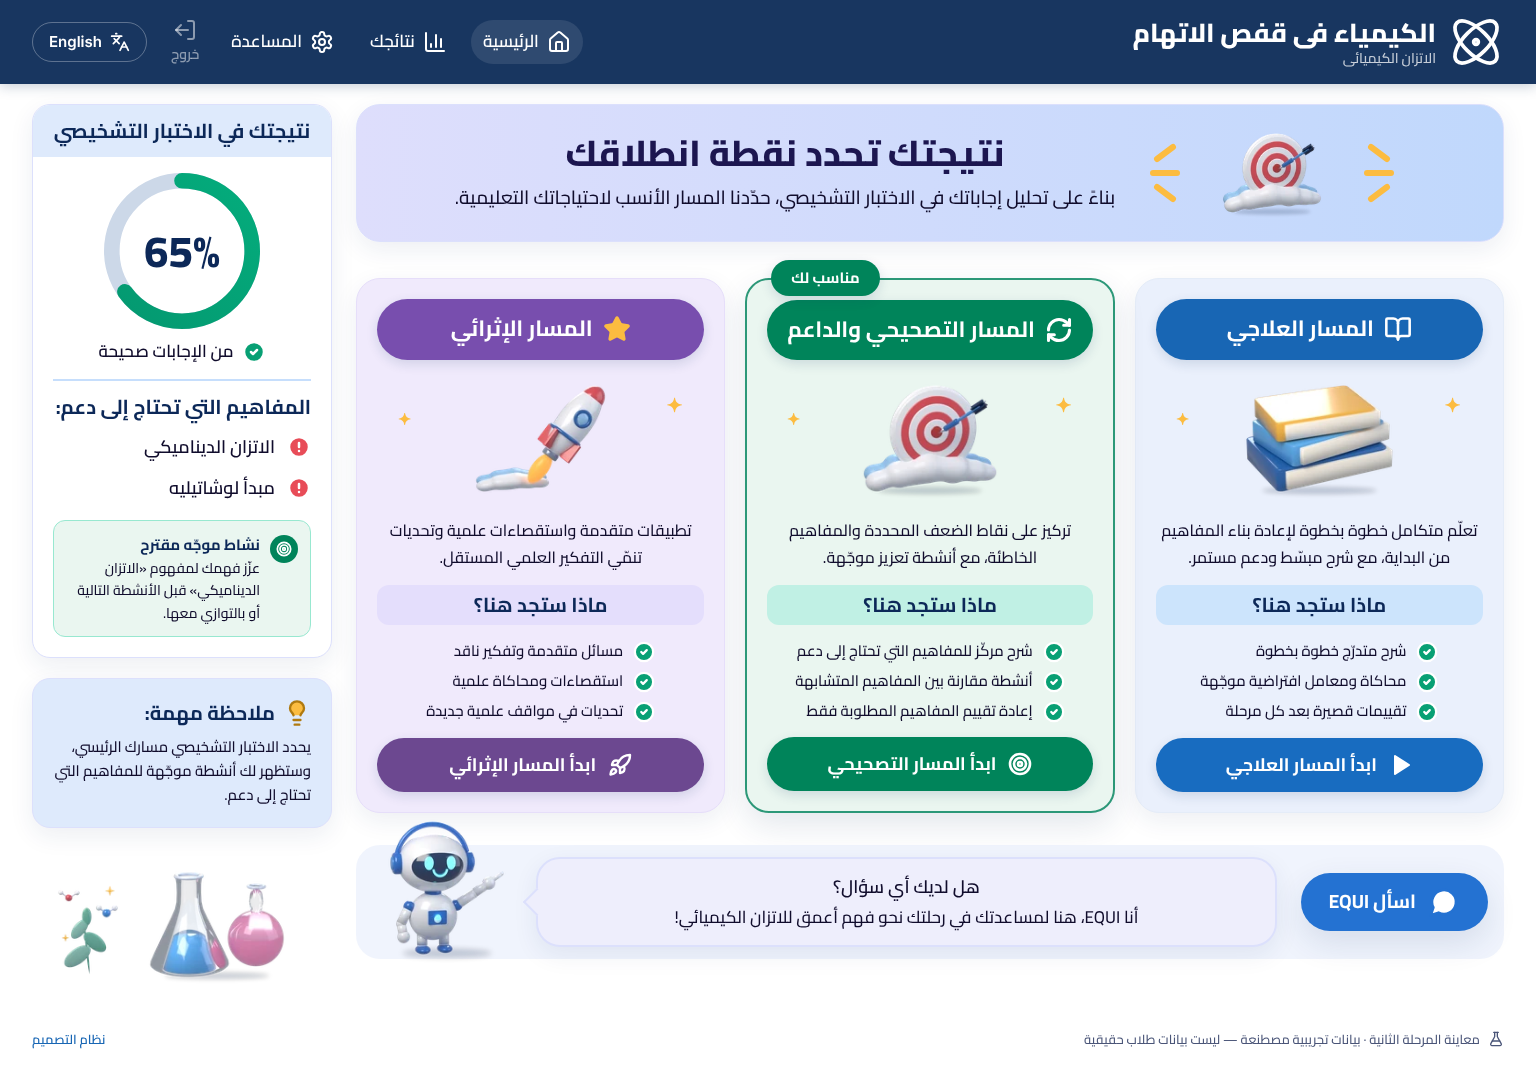 الكيمياء فى قفص الاتهام
الاتزان الكيميائى
الرئيسية
نتائجك
المساعدة
خروج
English
نتيجتك تحدد نقطة انطلاقك
بناءً على تحليل إجاباتك في الاختبار التشخيصي، حدّدنا المسار الأنسب لاحتياجاتك التعليمية.
المسار العلاجي
تعلّم متكامل خطوة بخطوة لإعادة بناء المفاهيم
من البداية، مع شرح مبسّط ودعم مستمر.
ماذا ستجد هنا؟
شرح متدرّج خطوة بخطوة
محاكاة ومعامل افتراضية موجّهة
تقييمات قصيرة بعد كل مرحلة
ابدأ المسار العلاجي
مناسب لك
المسار التصحيحي والداعم
تركيز على نقاط الضعف المحددة والمفاهيم
الخاطئة، مع أنشطة تعزيز موجّهة.
ماذا ستجد هنا؟
شرح مركّز للمفاهيم التي تحتاج إلى دعم
أنشطة مقارنة بين المفاهيم المتشابهة
إعادة تقييم المفاهيم المطلوبة فقط
ابدأ المسار التصحيحي
المسار الإثرائي
تطبيقات متقدمة واستقصاءات علمية وتحديات
تنمّي التفكير العلمي المستقل.
ماذا ستجد هنا؟
مسائل متقدمة وتفكير ناقد
استقصاءات ومحاكاة علمية
تحديات في مواقف علمية جديدة
ابدأ المسار الإثرائي
اسأل EQUI
هل لديك أي سؤال؟
أنا EQUI، هنا لمساعدتك في رحلتك نحو فهم أعمق للاتزان الكيميائي!
نتيجتك في الاختبار التشخيصي
65%
من الإجابات صحيحة
المفاهيم التي تحتاج إلى دعم:
الاتزان الديناميكي
مبدأ لوشاتيليه
نشاط موجّه مقترح
عزّز فهمك لمفهوم «الاتزان
الديناميكي» قبل الأنشطة التالية
أو بالتوازي معها.
ملاحظة مهمة:
يحدد الاختبار التشخيصي مسارك الرئيسي،
وستظهر لك أنشطة موجّهة للمفاهيم التي
تحتاج إلى دعم.
معاينة المرحلة الثانية · بيانات تجريبية مصطنعة — ليست بيانات طلاب حقيقية
نظام التصميم